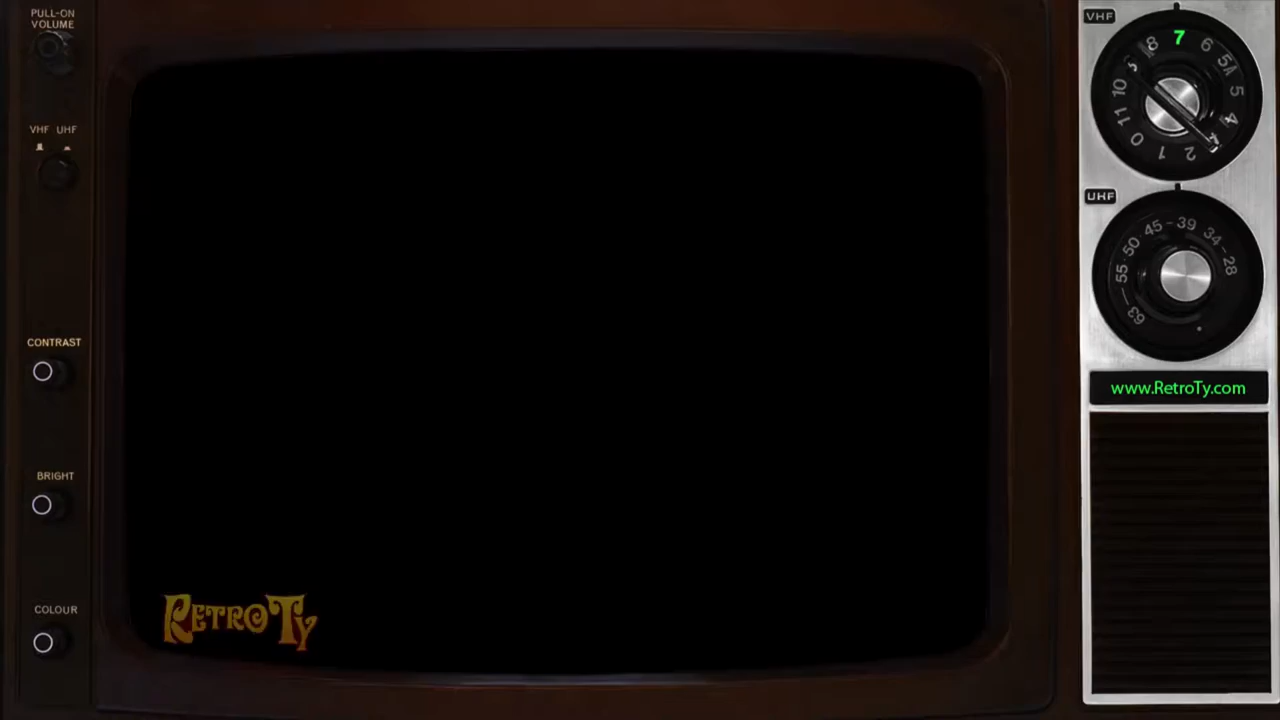 PULL-ON
VOLUME
VHF UHF
CONTRAST
BRIGHT
COLOUR
RETROTY
VHF
8 7 6 5A 5 4 2 1 0 11 10 9
UHF
63 55 50 45 39 34 28
www.RetroTy.com